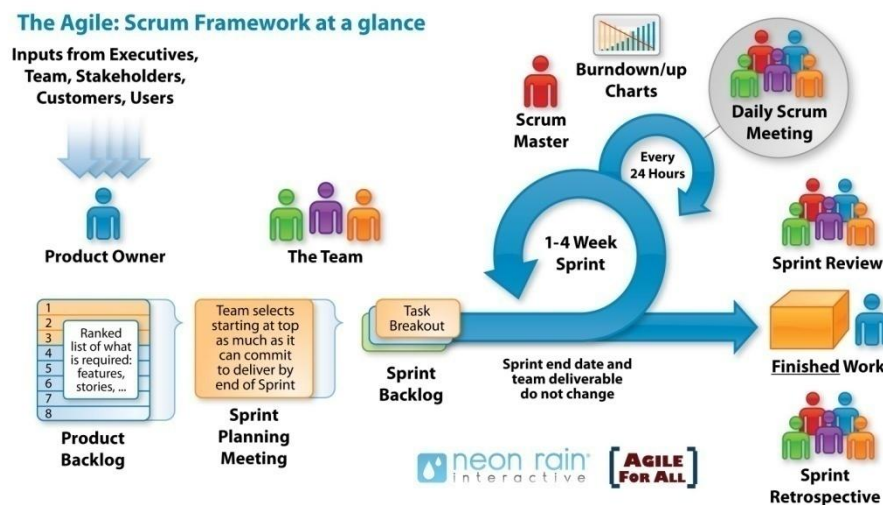 The Agile: Scrum Framework at a glance
Inputs from Executives,
Team, Stakeholders,
Customers, Users
Product Owner
The Team
Scrum
Master
Burndown/up
Charts
Daily Scrum
Meeting
Every
24 Hours
1-4 Week
Sprint
Sprint Review
1
2
3
4
5
6
7
8
Ranked
list of what
is required:
features,
stories, ...
Product
Backlog
Team selects
starting at top
as much as it
can commit
to deliver by
end of Sprint
Sprint
Planning
Meeting
Task
Breakout
Sprint
Backlog
Sprint end date and
team deliverable
do not change
Finished Work
Sprint
Retrospective
neon rain
interactive
AGILE
FOR ALL